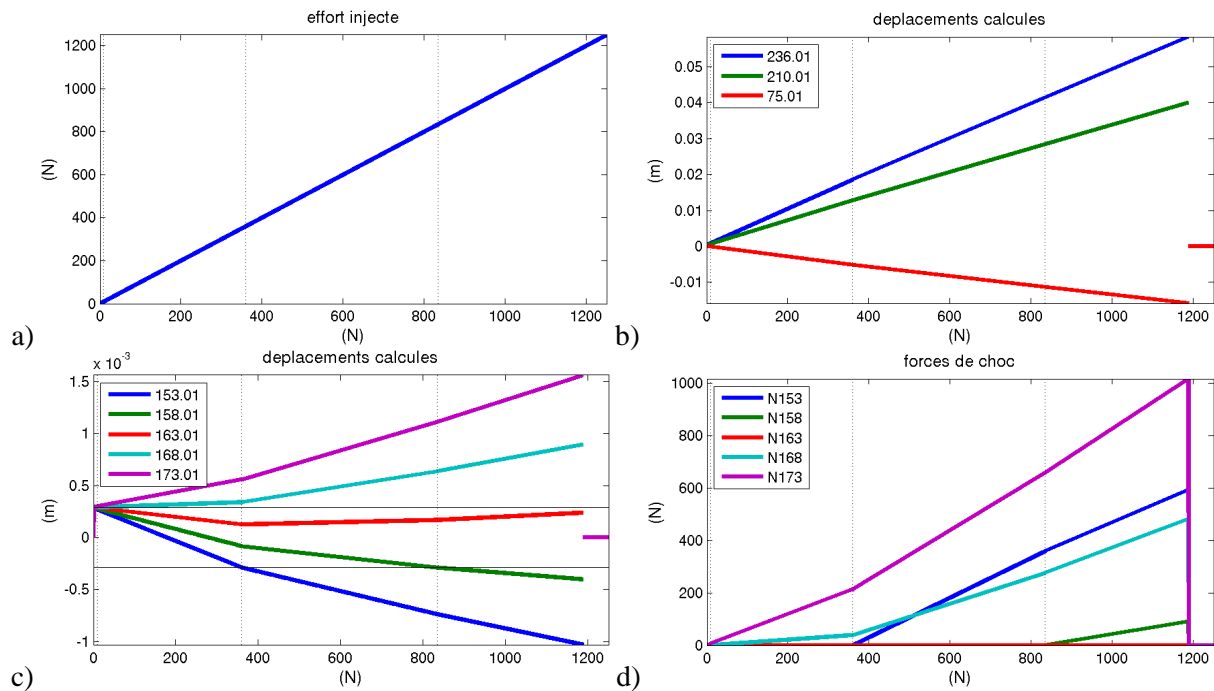 effort injecte
1200
1000
800
600
400
200
0
(N)
0 200 400 600 800 1000 1200
(N)
a)
deplacements calcules
236.01
210.01
75.01
0.05
0.04
0.03
0.02
0.01
0
-0.01
(m)
0 200 400 600 800 1000 1200
(N)
b)
x 10⁻³
deplacements calcules
153.01
158.01
163.01
168.01
173.01
1.5
1
0.5
0
-0.5
-1
(m)
0 200 400 600 800 1000 1200
(N)
c)
forces de choc
N153
N158
N163
N168
N173
1000
800
600
400
200
0
(N)
0 200 400 600 800 1000 1200
(N)
d)